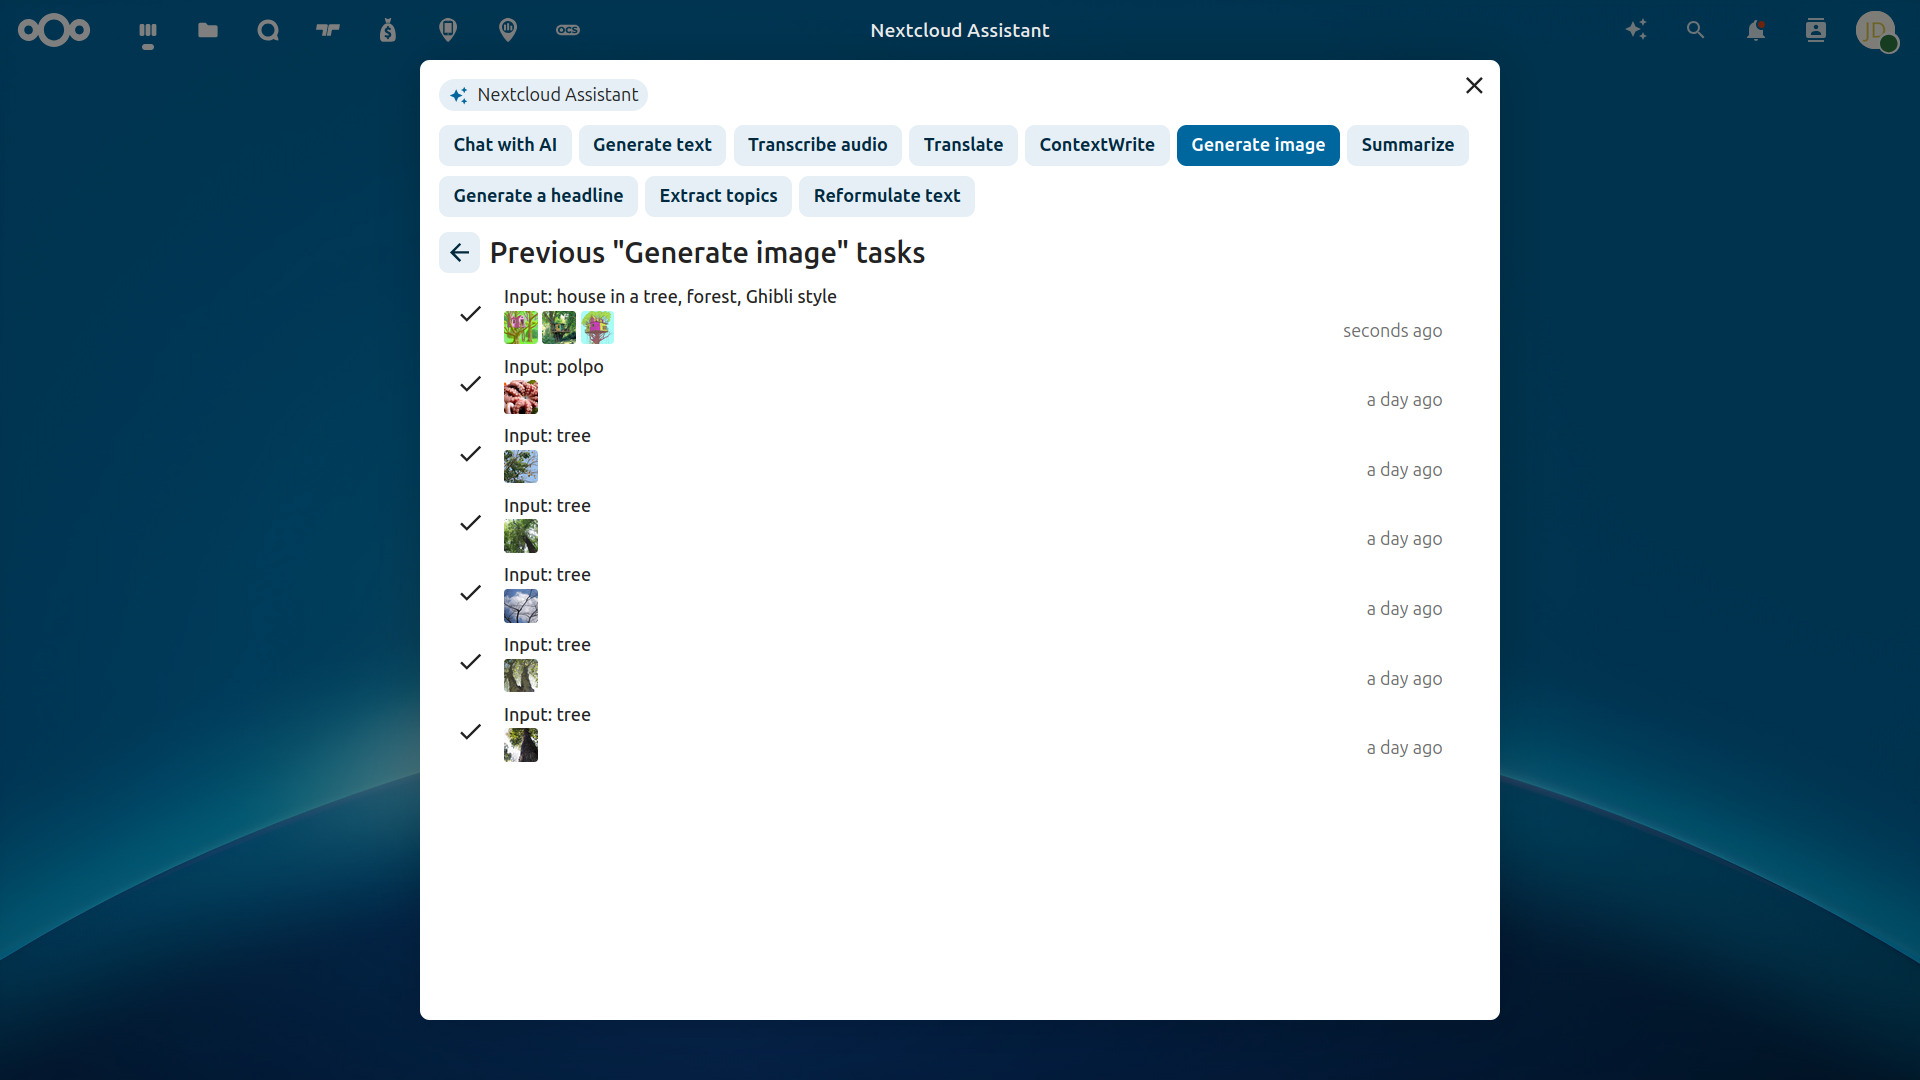 OCS
Nextcloud Assistant
JD
Nextcloud Assistant
Chat with AI
Generate text
Transcribe audio
Translate
ContextWrite
Generate image
Summarize
Generate a headline
Extract topics
Reformulate text
Previous "Generate image" tasks
Input: house in a tree, forest, Ghibli style
seconds ago
Input: polpo
a day ago
Input: tree
a day ago
Input: tree
a day ago
Input: tree
a day ago
Input: tree
a day ago
Input: tree
a day ago